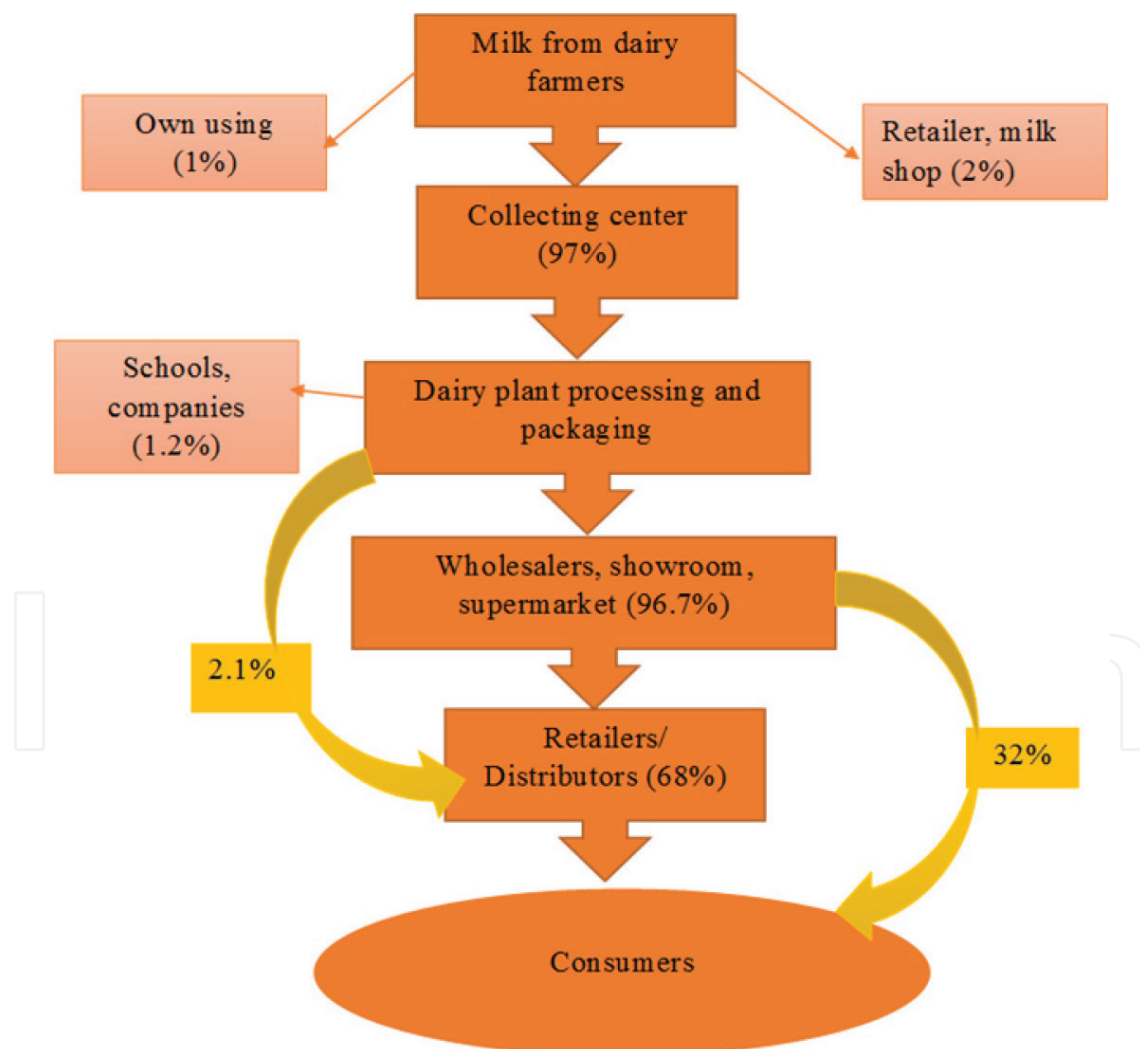 Milk from dairy
farmers
Own using
(1%)
Retailer, milk
shop (2%)
Collecting center
(97%)
Schools,
companies
(1.2%)
Dairy plant processing and
packaging
Wholesalers, showroom,
supermarket (96.7%)
2.1%
Retailers/
Distributors (68%)
32%
Consumers